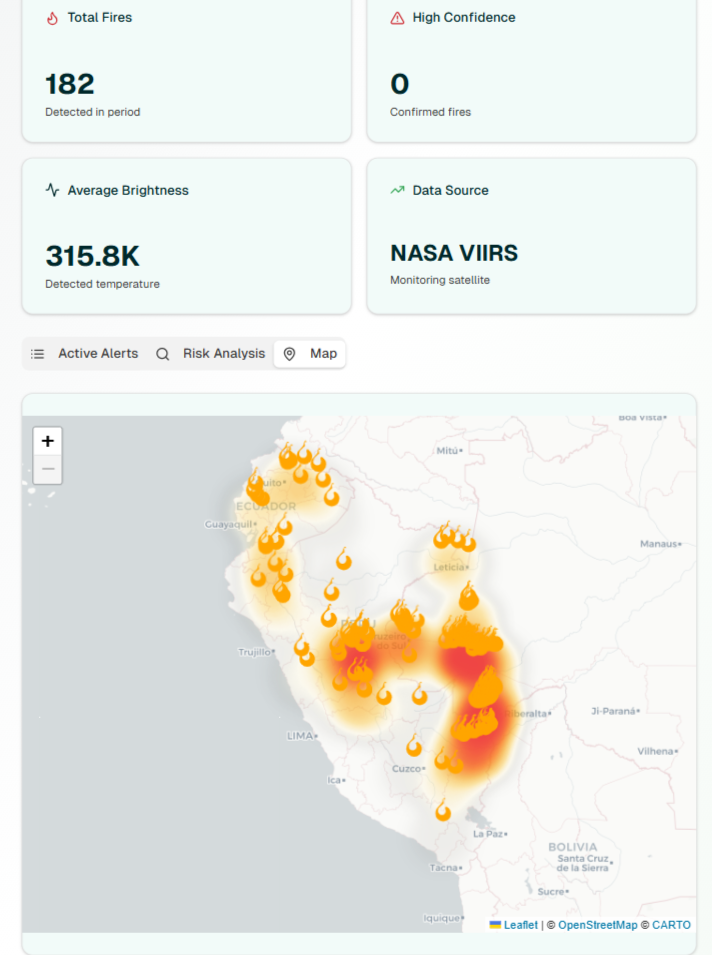 Total Fires
182
Detected in period
High Confidence
0
Confirmed fires
Average Brightness
315.8K
Detected temperature
Data Source
NASA VIIRS
Monitoring satellite
Active Alerts
Risk Analysis
Map
+
−
Boa Vista
Mitú
ECUADOR
Guayaquil
Manaus
Leticia
do Sul
Trujillo
Ji-Paraná
LIMA
Vilhena
Cuzco
Ica
La Paz
BOLIVIA
Santa Cruz
de la Sierra
Tacna
Sucre
Iquique
Leaflet | © OpenStreetMap © CARTO